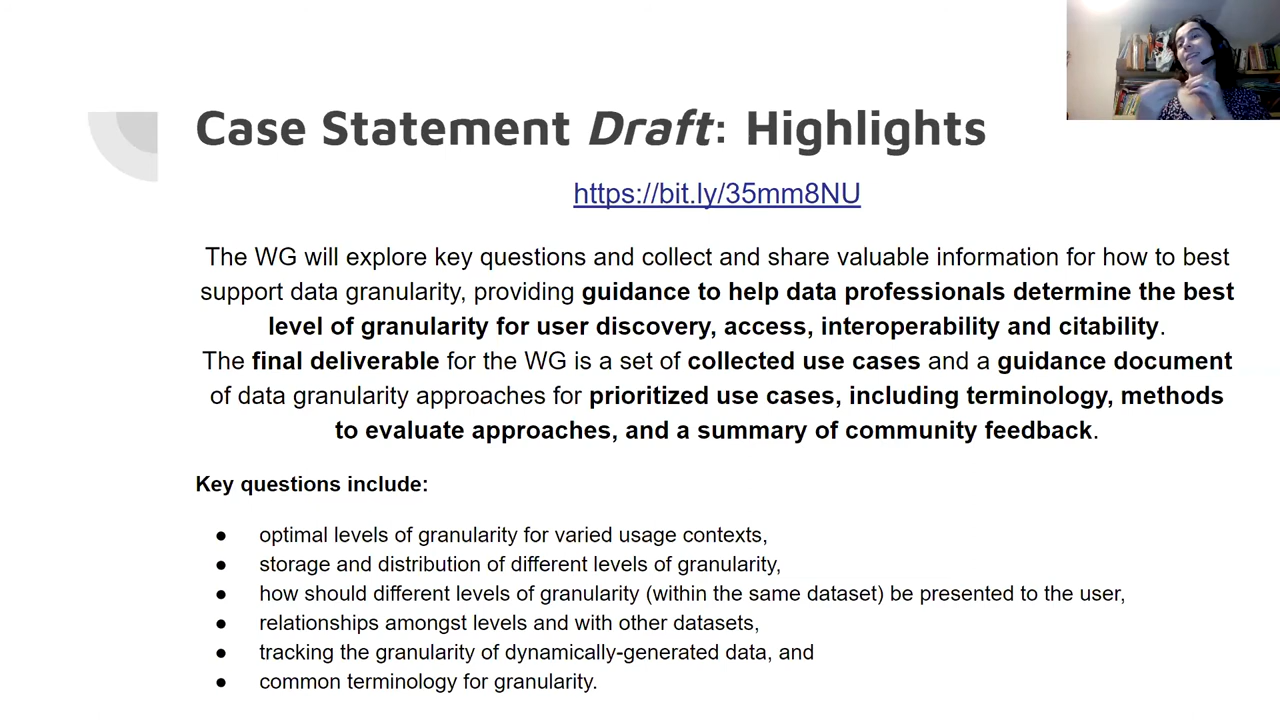 Case Statement Draft: Highlights
https://bit.ly/35mm8NU
The WG will explore key questions and collect and share valuable information for how to best
support data granularity, providing guidance to help data professionals determine the best
level of granularity for user discovery, access, interoperability and citability.
The final deliverable for the WG is a set of collected use cases and a guidance document
of data granularity approaches for prioritized use cases, including terminology, methods
to evaluate approaches, and a summary of community feedback.
Key questions include:
● optimal levels of granularity for varied usage contexts,
● storage and distribution of different levels of granularity,
● how should different levels of granularity (within the same dataset) be presented to the user,
● relationships amongst levels and with other datasets,
● tracking the granularity of dynamically-generated data, and
● common terminology for granularity.